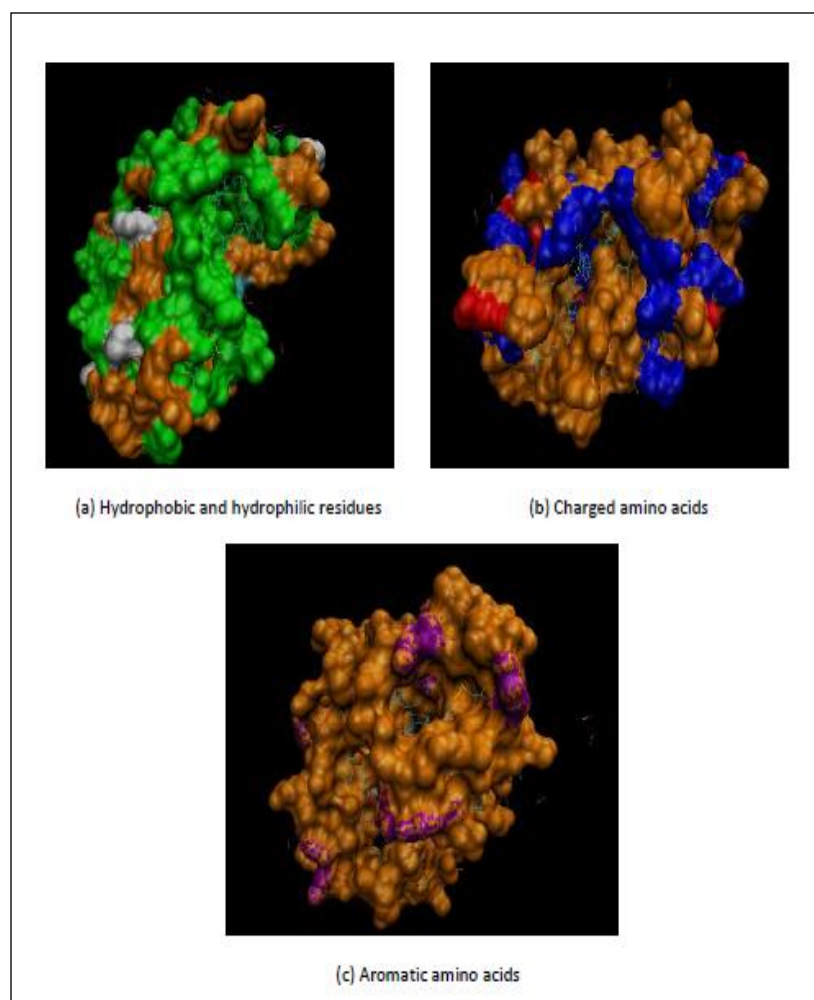 (a) Hydrophobic and hydrophilic residues
(b) Charged amino acids
(c) Aromatic amino acids